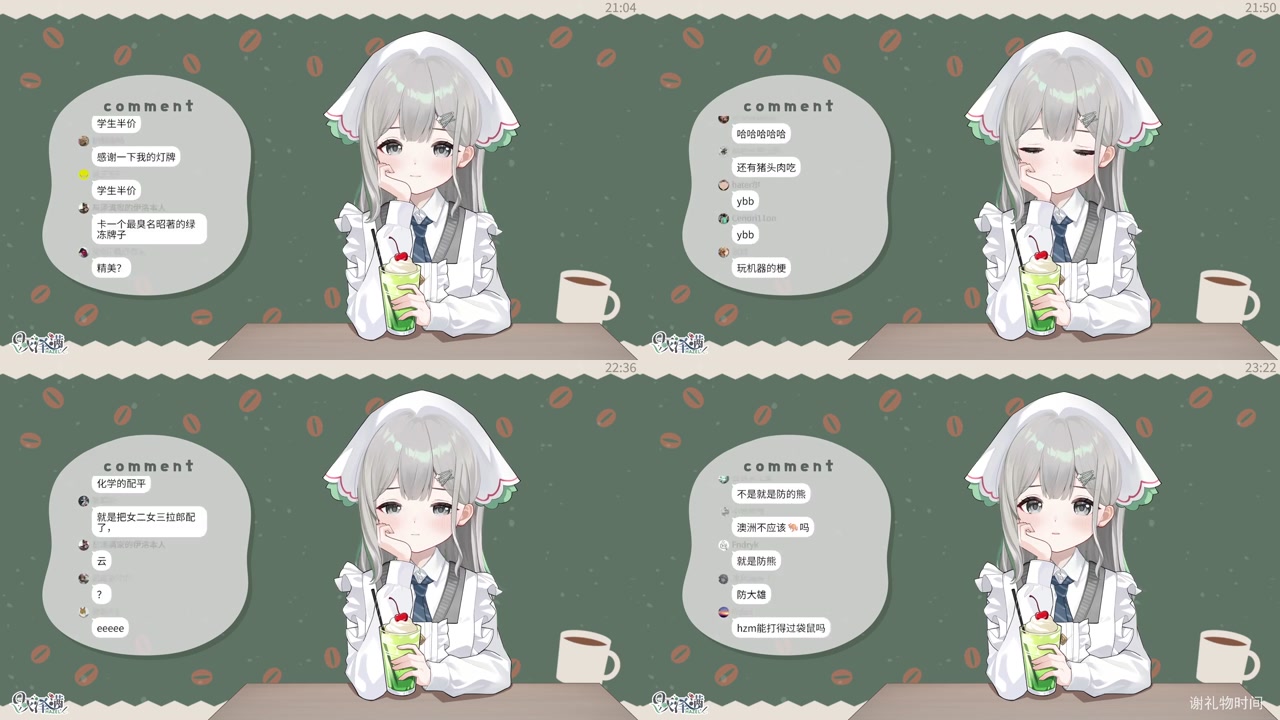 21:04
comment
学生半价
感谢一下我的灯牌
学生半价
卡一个最臭名昭著的绿
冻牌子
精美？
21:50
comment
哈哈哈哈哈
还有猪头肉吃
ybb
ybb
玩机器的梗
22:36
comment
化学的配平
就是把女二女三拉郎配
了，
云
？
eeeee
23:22
comment
不是就是防的熊
澳洲不应该🦘吗
就是防熊
防大雄
hzm能打得过袋鼠吗
谢礼物时间